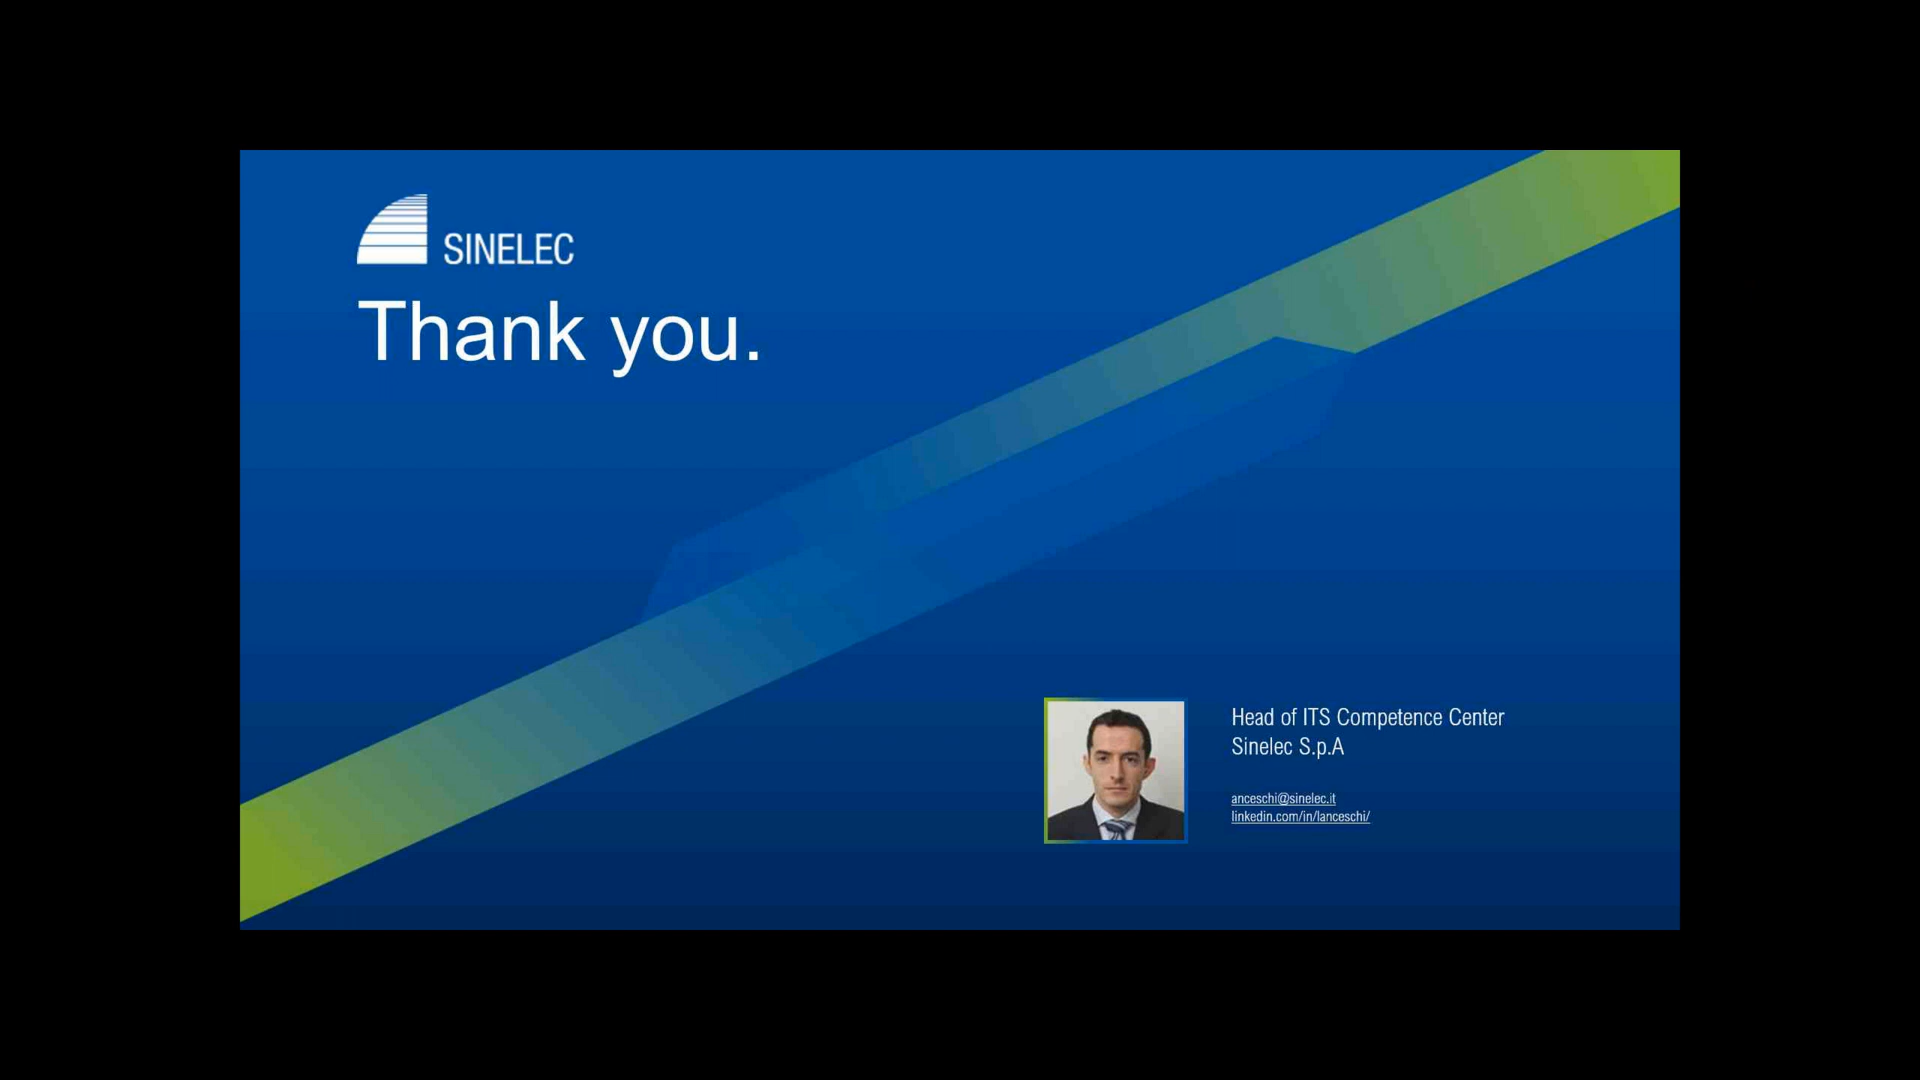 SINELEC
Thank you.
Head of ITS Competence Center
Sinelec S.p.A
anceschi@sinelec.it
linkedin.com/in/lanceschi/